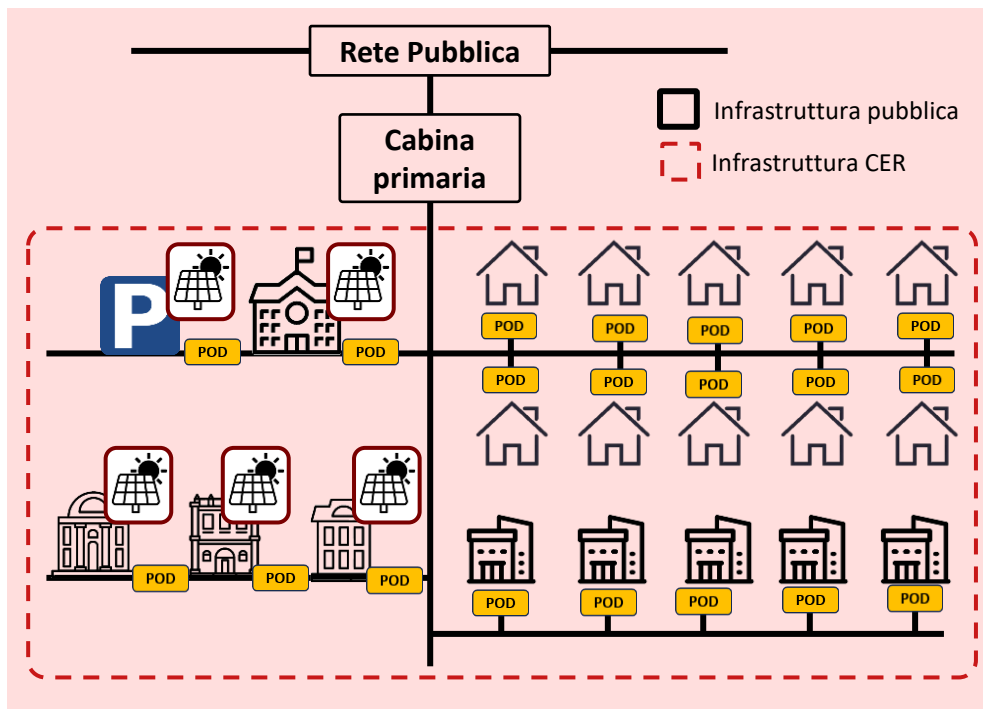 Rete Pubblica
Cabina
primaria
Infrastruttura pubblica
Infrastruttura CER
P
POD POD POD POD POD
POD POD
POD POD POD POD POD
POD POD POD
POD POD POD POD POD